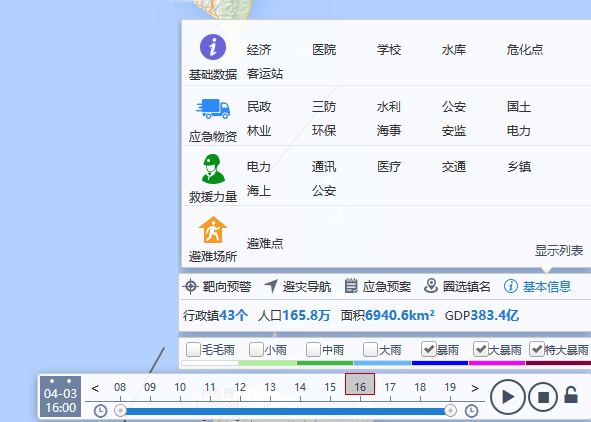 经济 医院 学校 水库 危化点
基础数据 客运站
民政 三防 水利 公安 国土
应急物资 林业 环保 海事 安监 电力
电力 通讯 医疗 交通 乡镇
救援力量 海上 公安
避难场所 避难点
显示列表
靶向预警 避灾导航 应急预案 圈选镇名 基本信息
行政镇43个 人口165.8万 面积6940.6km² GDP383.4亿
毛毛雨 小雨 中雨 大雨 暴雨 大暴雨 特大暴雨
04-03
16:00
< 08 09 10 11 12 13 14 15 16 17 18 19 >